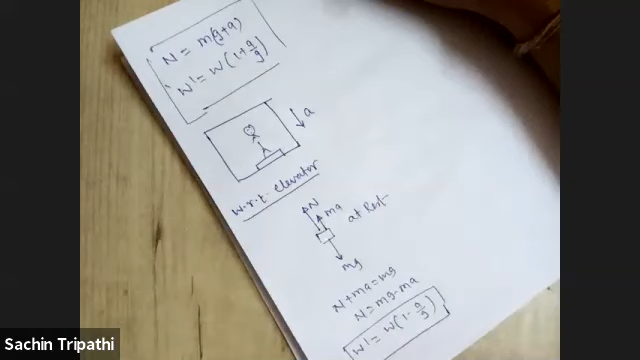 N = m(g+a)
W' = W(1+a/g)
a
w.r.t. elevator
N
ma
at Rest
mg
N+ma=mg
N=mg-ma
W' = W(1-a/g)
Sachin Tripathi